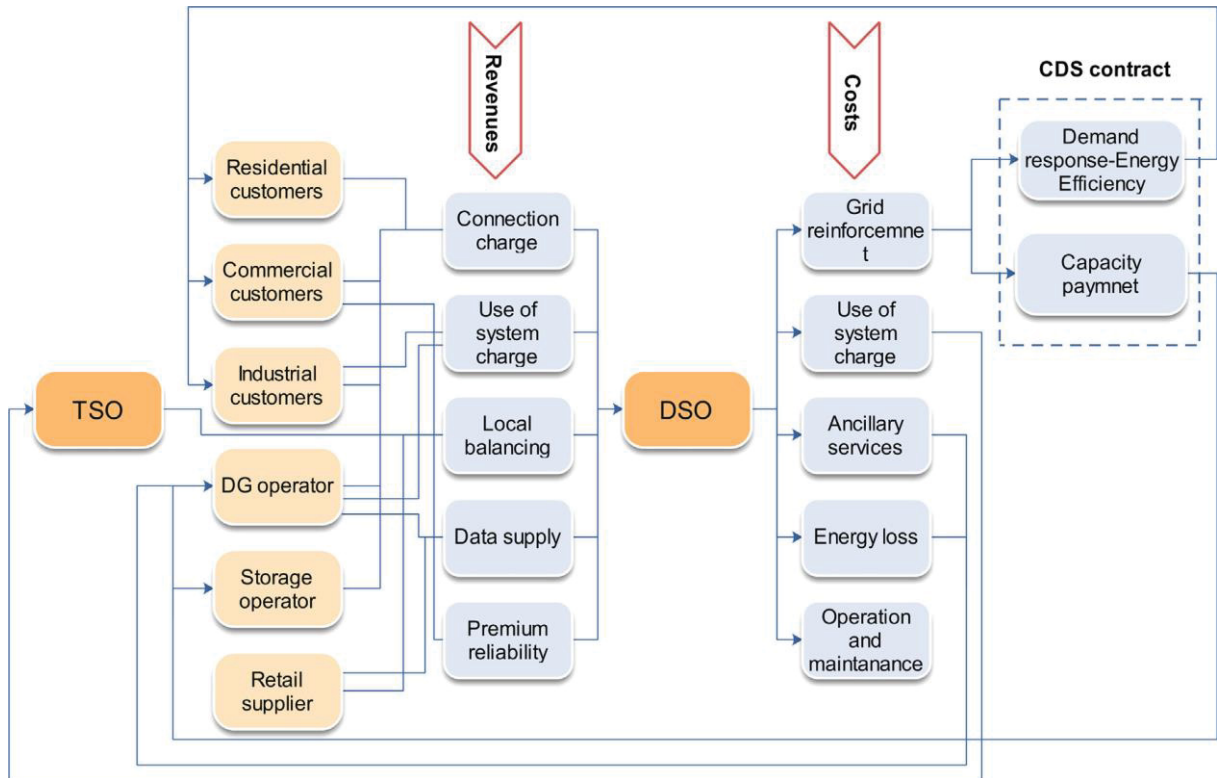 Revenues
Costs
CDS contract
Residential
customers
Commercial
customers
Industrial
customers
TSO
DG operator
Storage
operator
Retail
supplier
Connection
charge
Use of
system
charge
Local
balancing
Data supply
Premium
reliability
DSO
Grid
reinforcemne
t
Use of
system
charge
Ancillary
services
Energy loss
Operation
and
maintanance
Demand
response-Energy
Efficiency
Capacity
paymnet